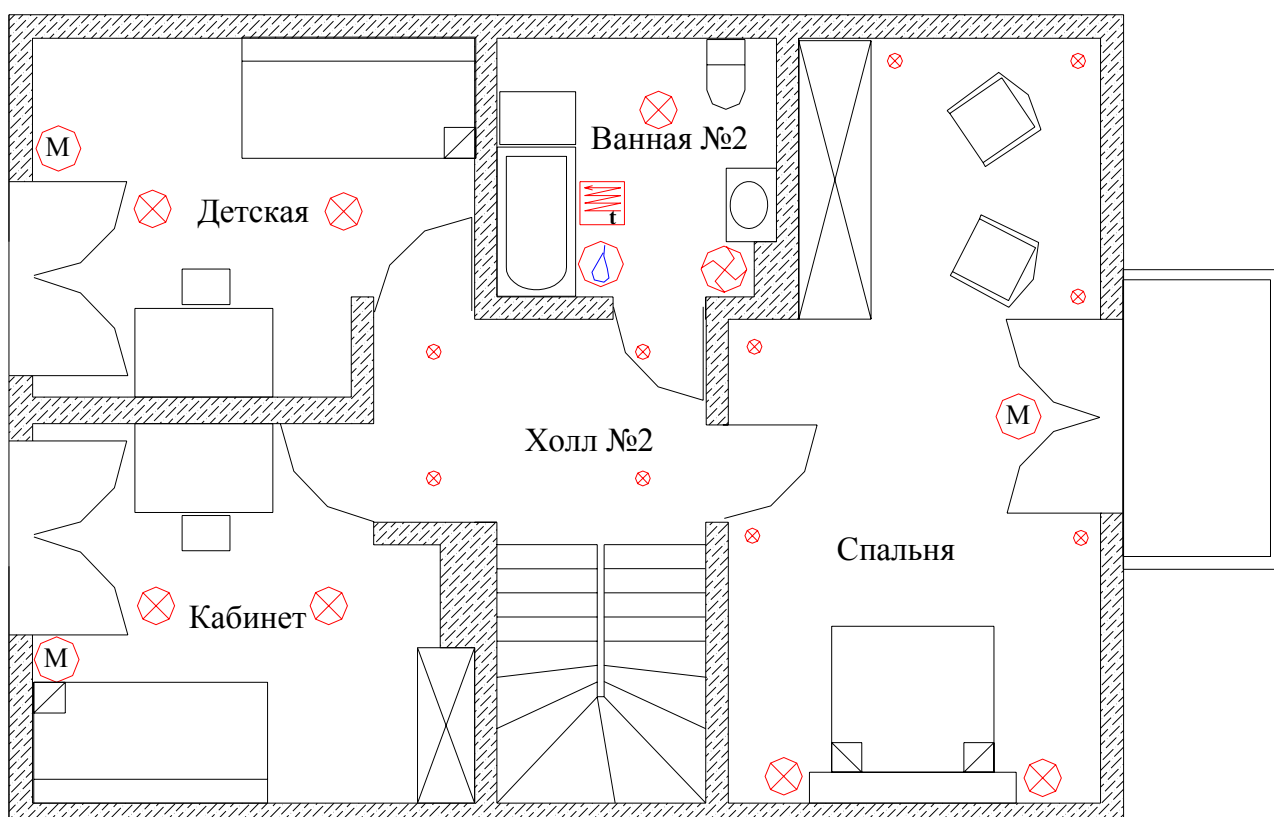 Ванная №2
М
Детская
t
М
Холл №2
Спальня
Кабинет
М